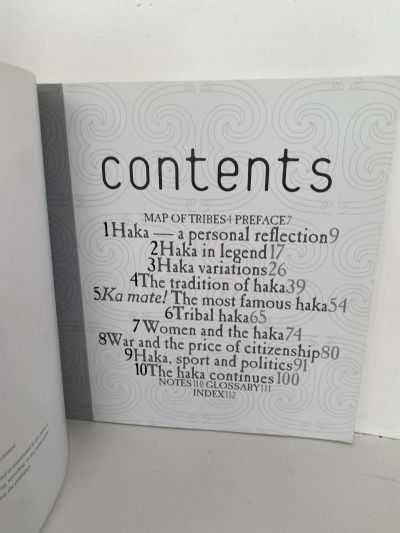 contents
MAP OF TRIBES4 PREFACE7
1Haka — a personal reflection9
2Haka in legend17
3Haka variations26
4The tradition of haka39
5Ka mate! The most famous haka54
6Tribal haka65
7 Women and the haka74
8War and the price of citizenship80
9Haka, sport and politics91
10The haka continues100
NOTES110 GLOSSARY111
INDEX112